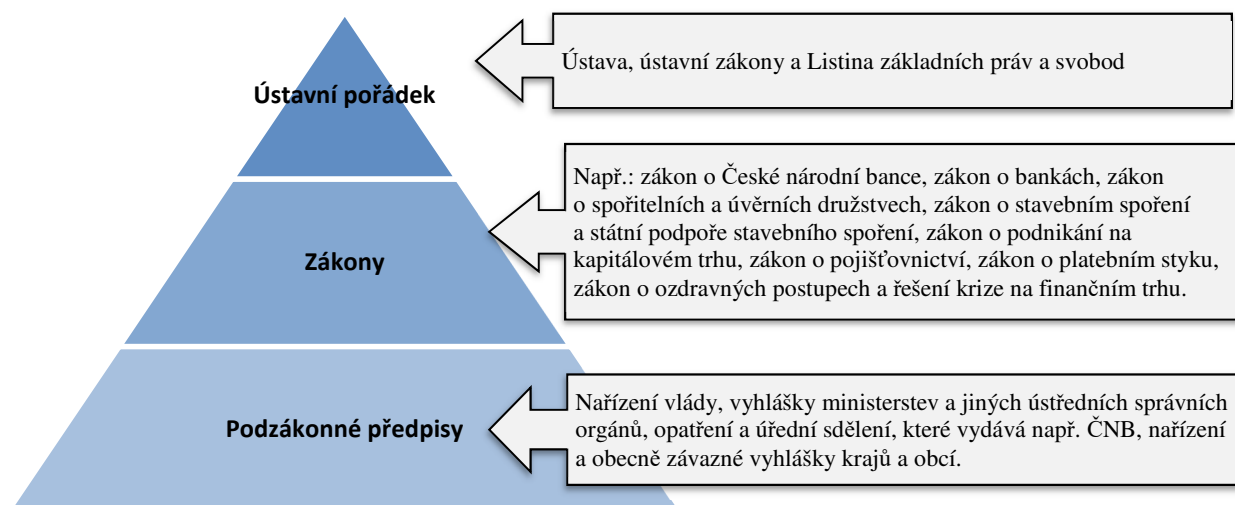 Ústavní pořádek
Ústava, ústavní zákony a Listina základních práv a svobod
Zákony
Např.: zákon o České národní bance, zákon o bankách, zákon
o spořitelních a úvěrních družstvech, zákon o stavebním spoření
a státní podpoře stavebního spoření, zákon o podnikání na
kapitálovém trhu, zákon o pojišťovnictví, zákon o platebním styku,
zákon o ozdravných postupech a řešení krize na finančním trhu.
Podzákonné předpisy
Nařízení vlády, vyhlášky ministerstev a jiných ústředních správních
orgánů, opatření a úřední sdělení, které vydává např. ČNB, nařízení
a obecně závazné vyhlášky krajů a obcí.